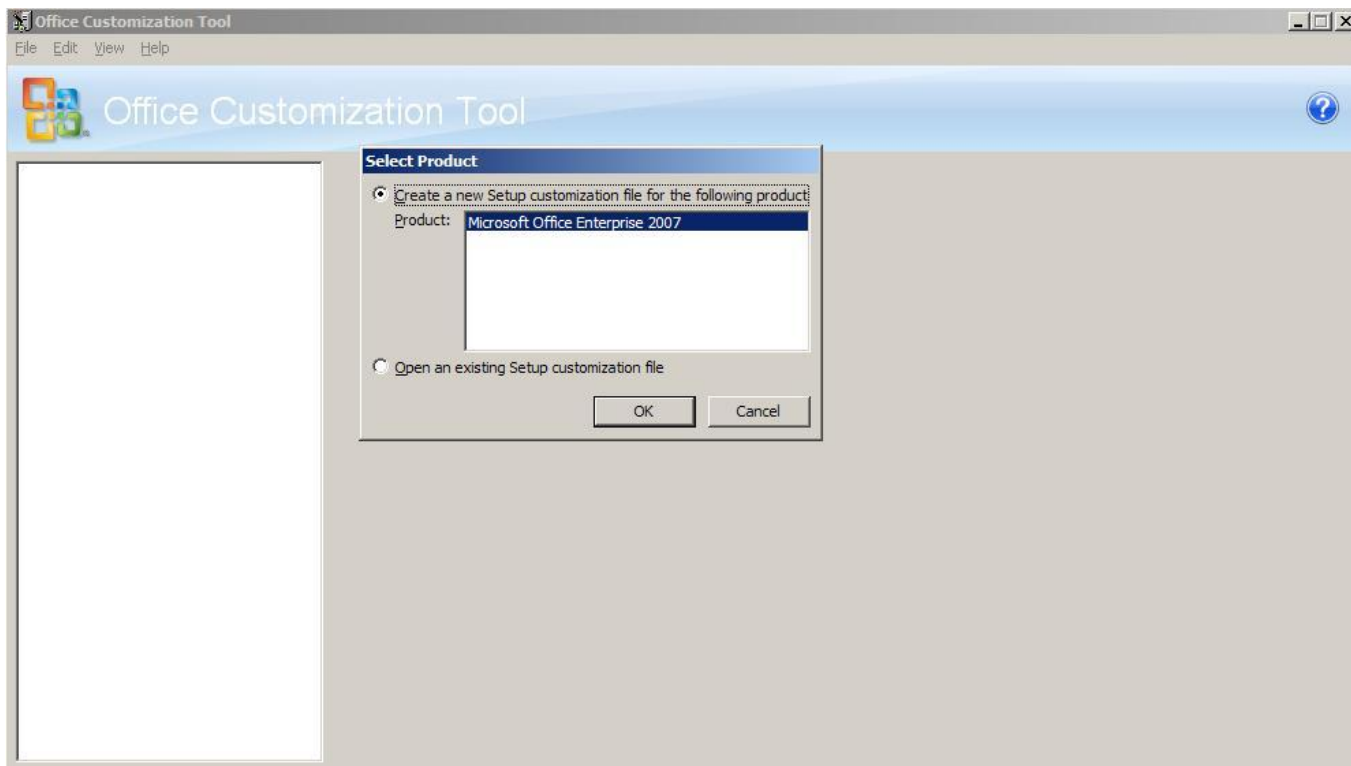 Office Customization Tool
File Edit View Help
Office Customization Tool
?
Select Product
Create a new Setup customization file for the following product
Product: Microsoft Office Enterprise 2007
Open an existing Setup customization file
OK Cancel